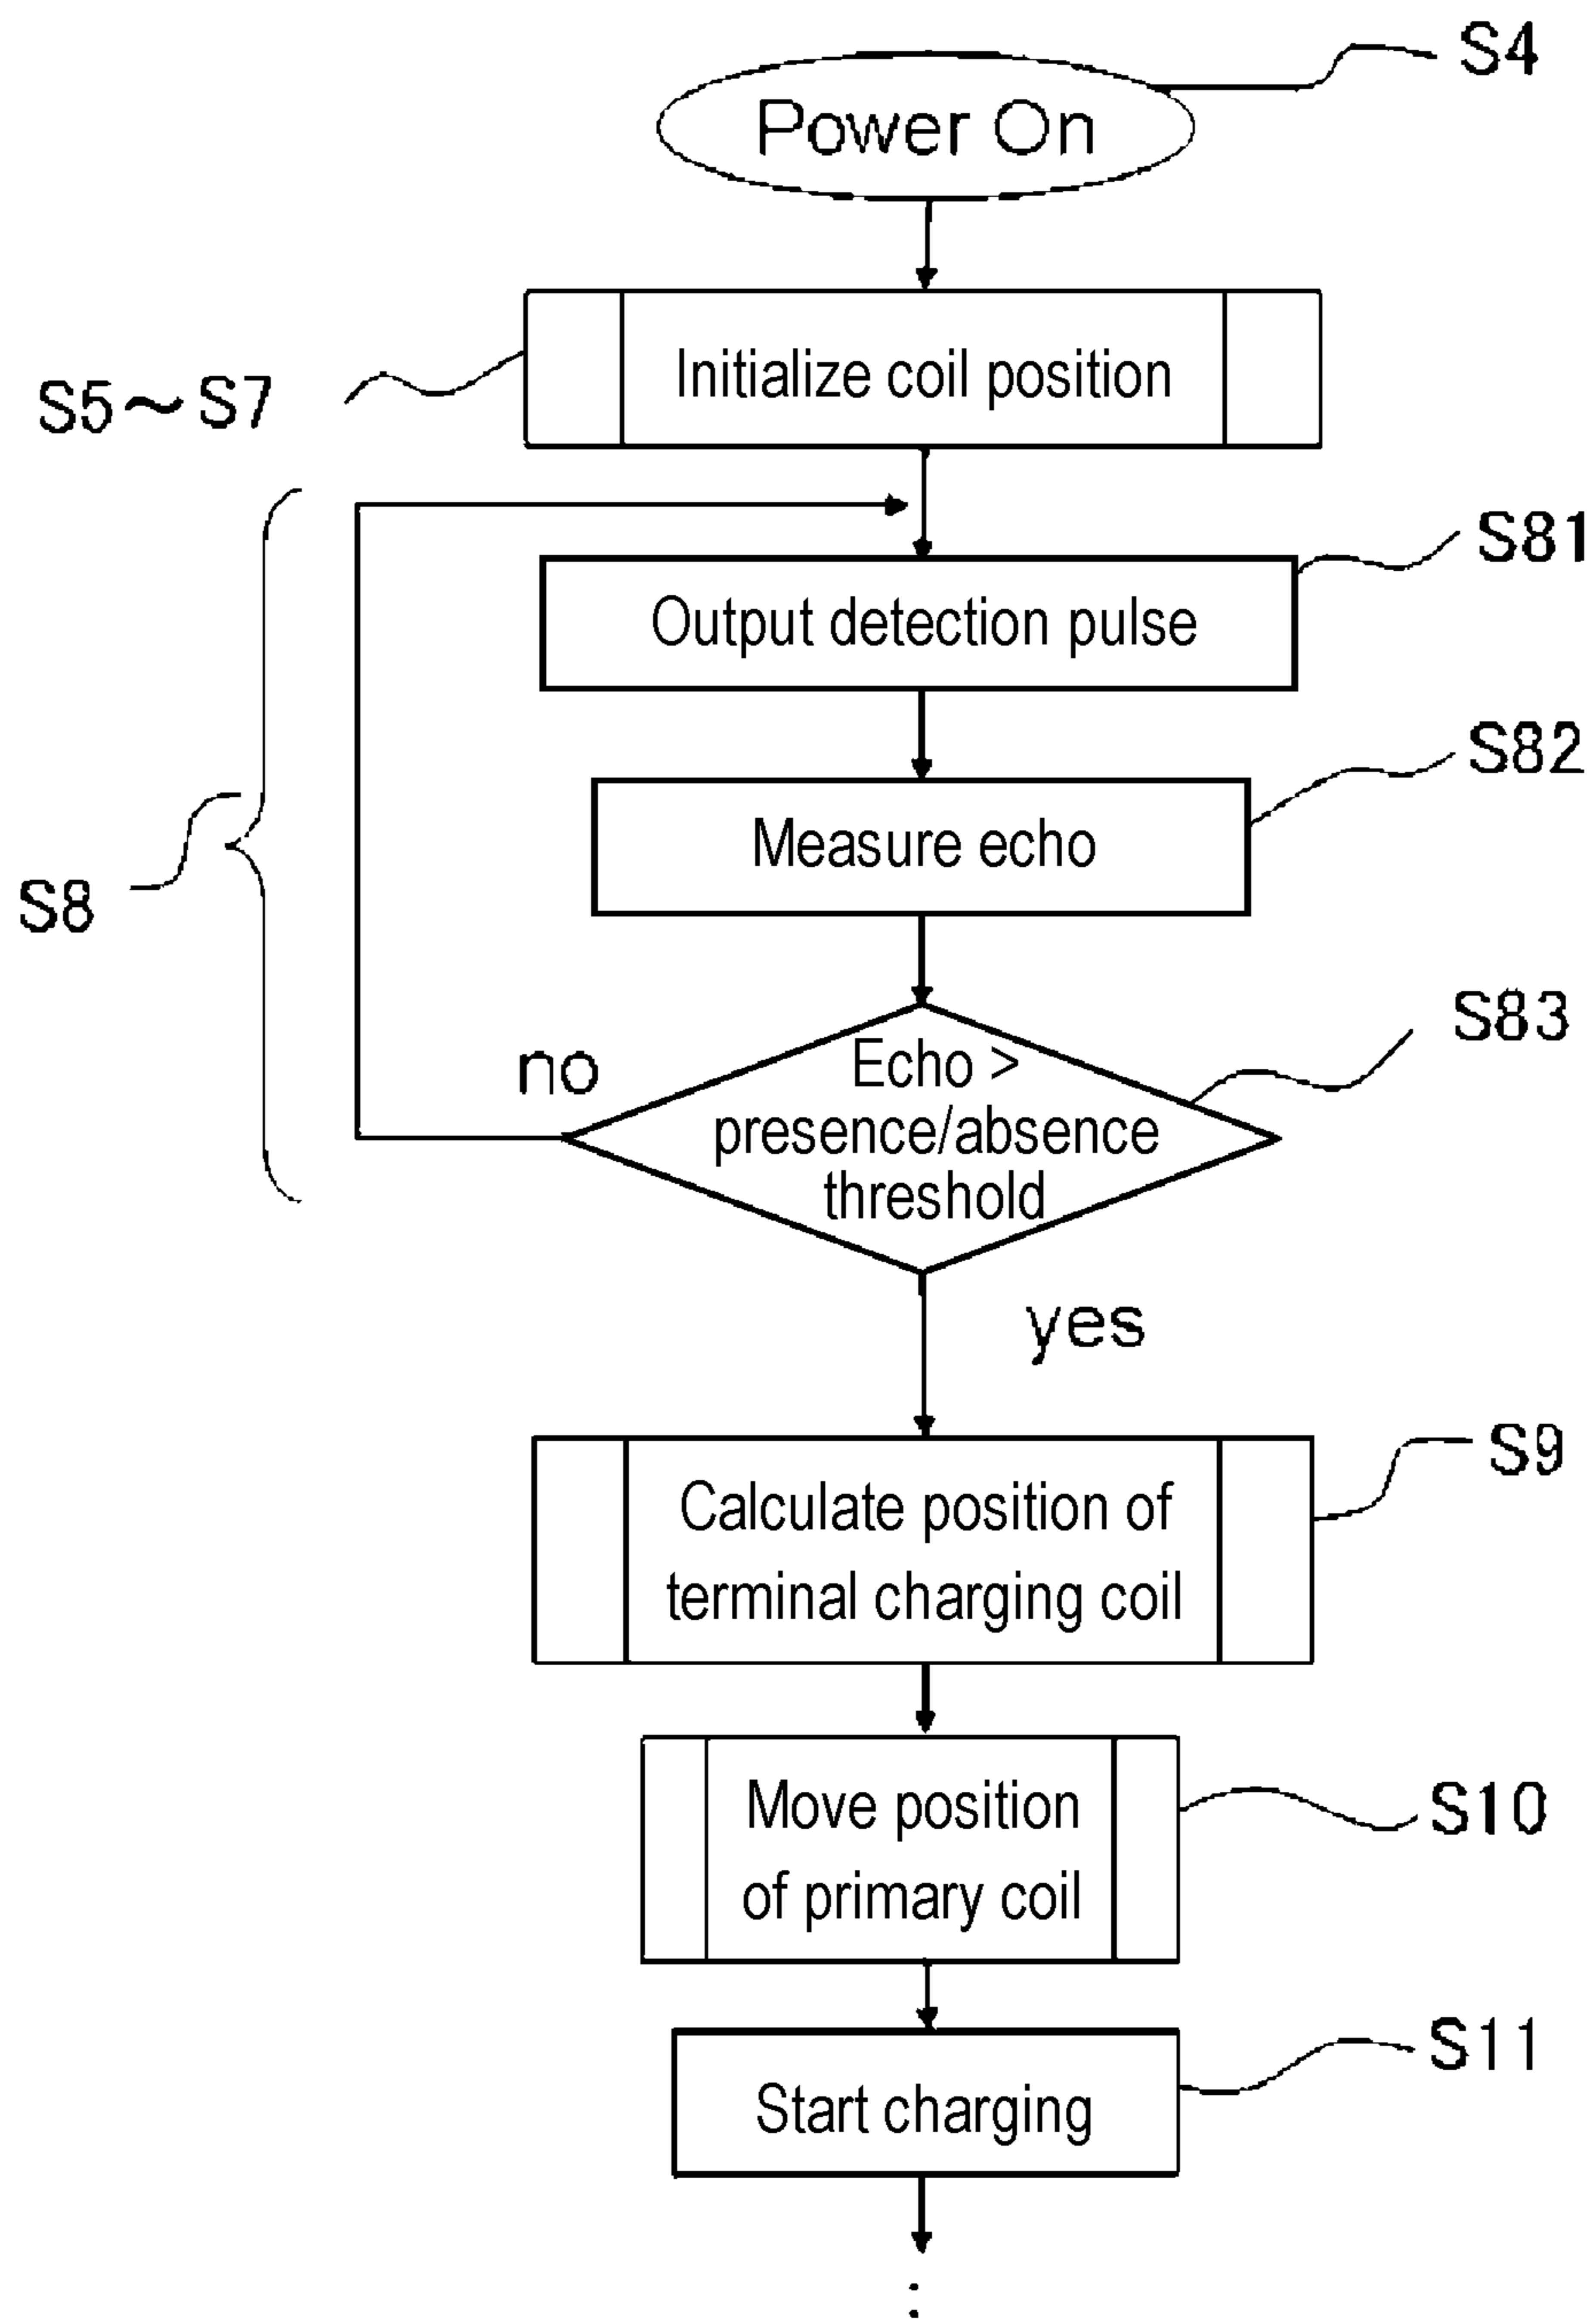 S4
Power On
Initialize coil position
S5~S7
S81
Output detection pulse
S82
Measure echo
S8
S83
no
Echo >
presence/absence
threshold
yes
S9
Calculate position of
terminal charging coil
Move position
S10
of primary coil
S11
Start charging
: